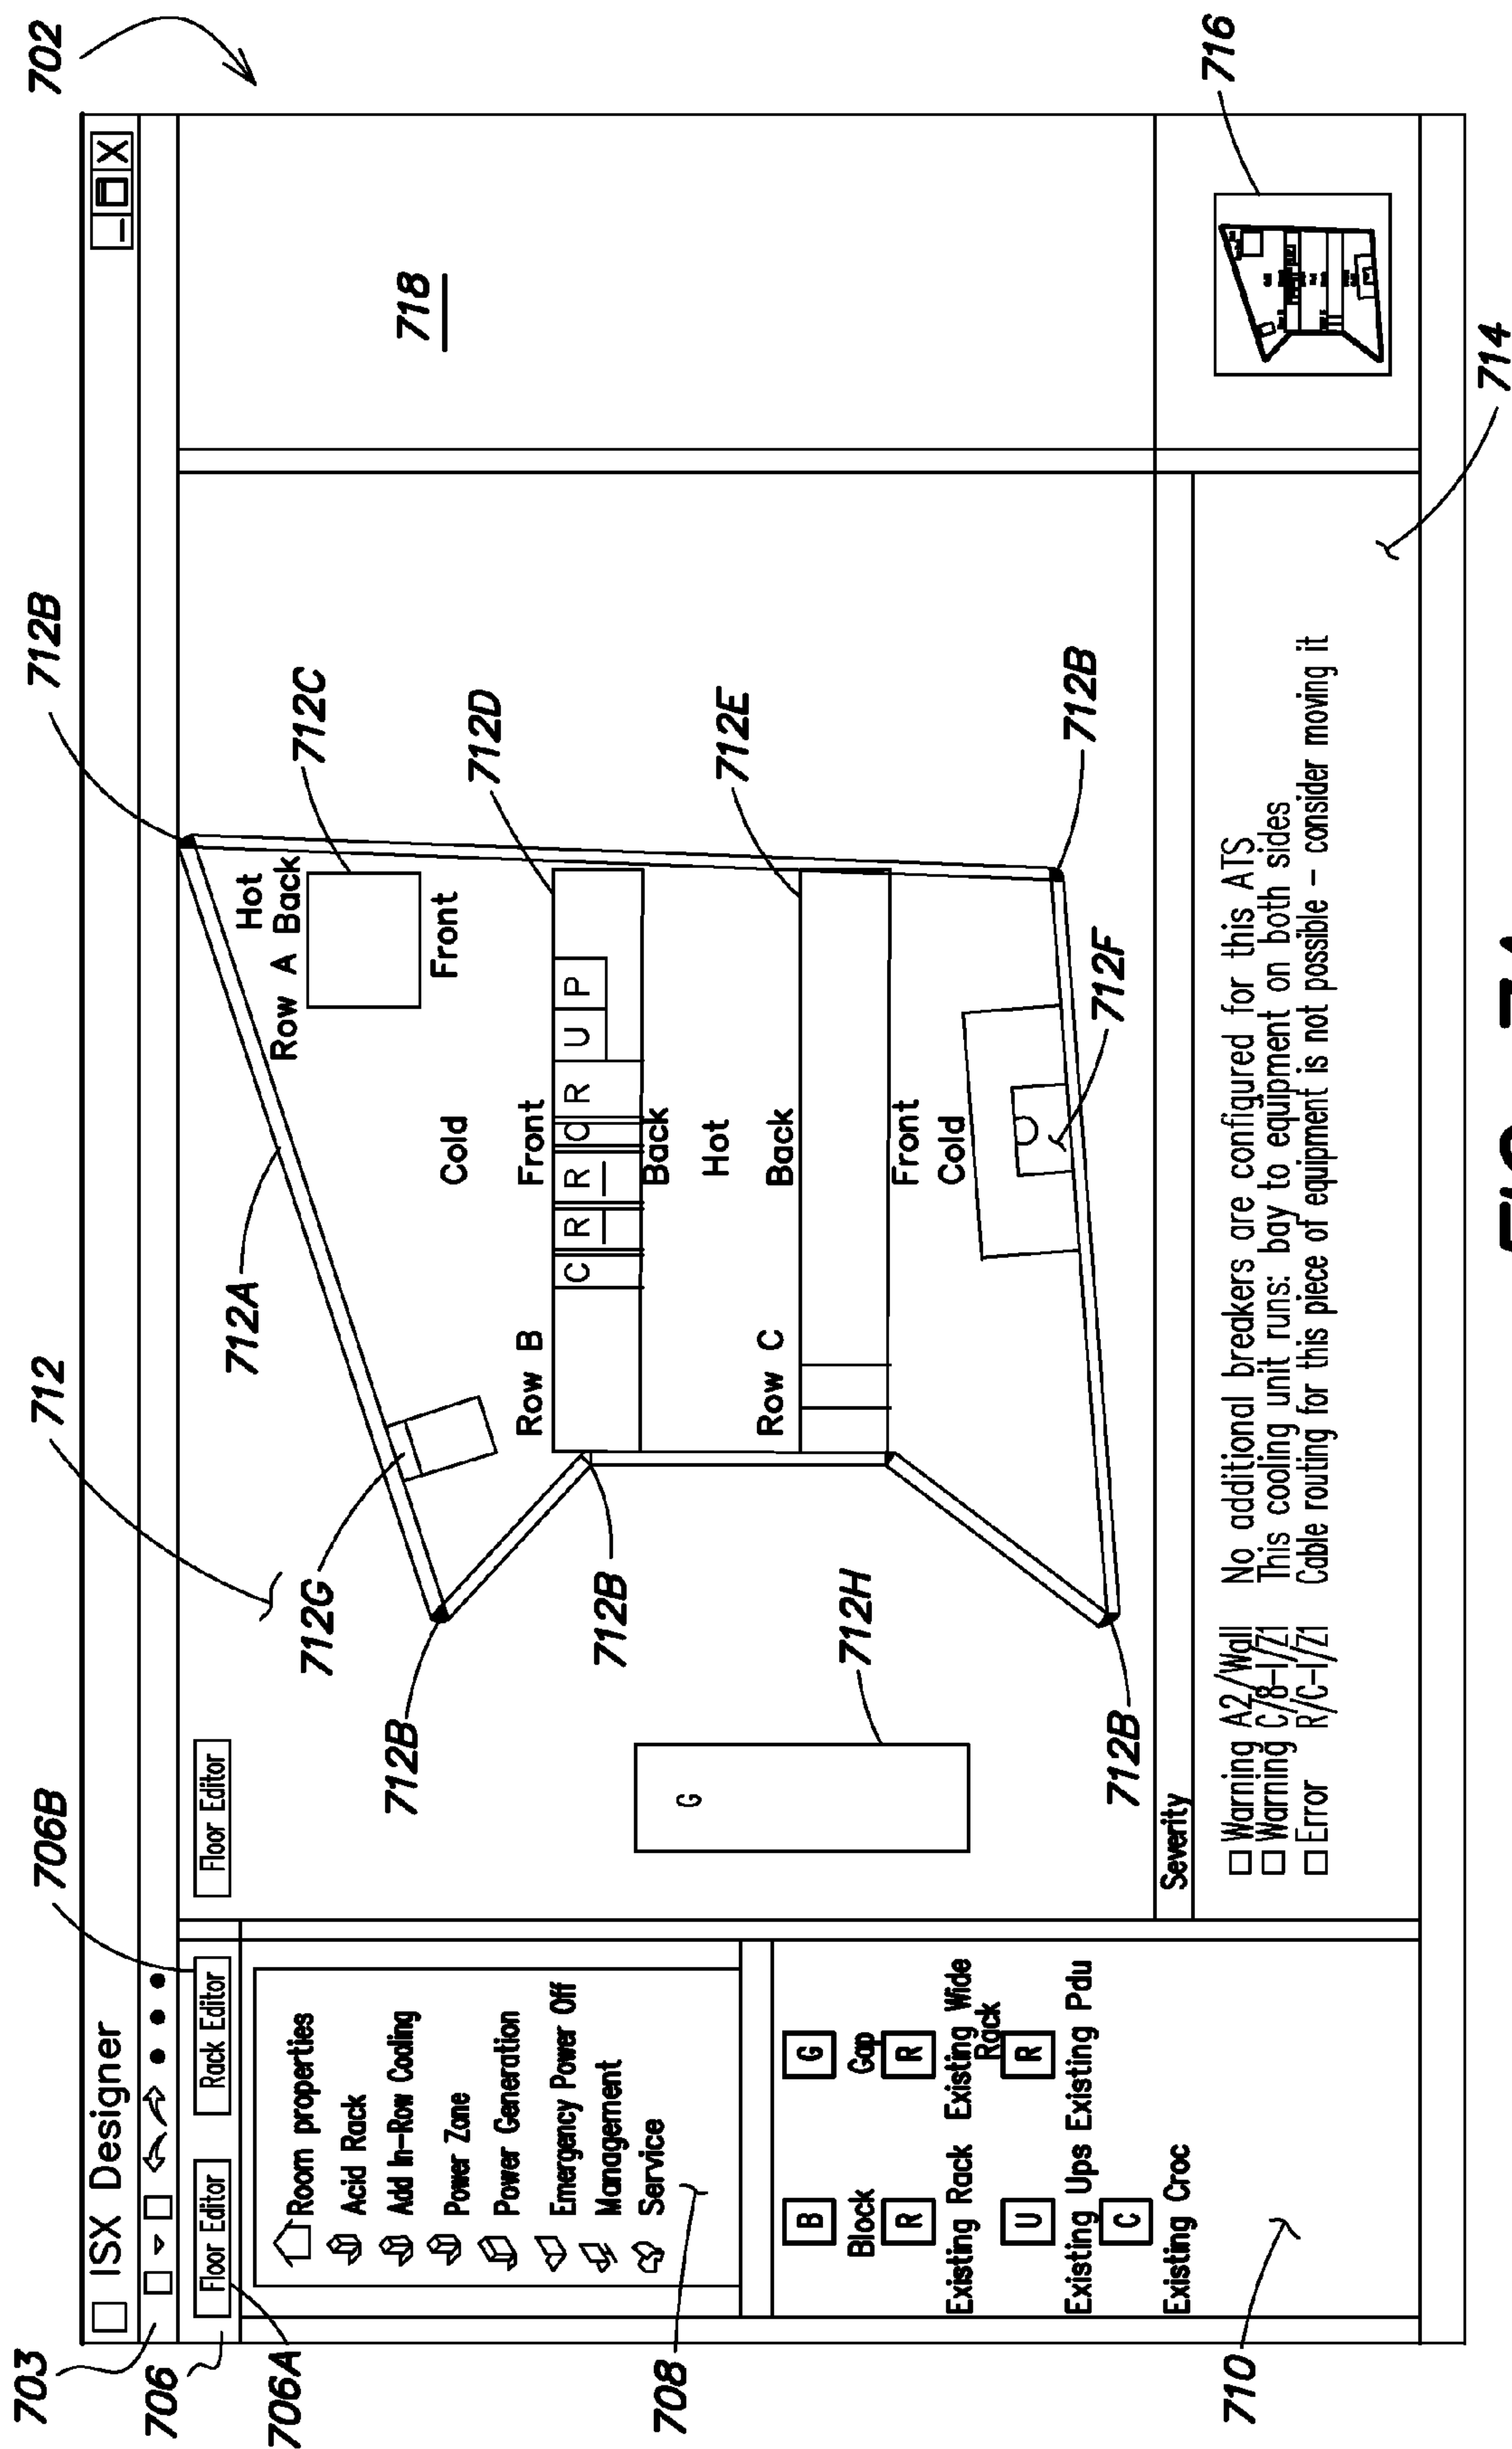 702
ISX Designer
703
706
Floor Editor
Rack Editor
706A
706B
Floor Editor
Room properties
Acid Rack
Add In-Row Cooling
Power Zone
Power Generation
Emergency Power Off
Management
Service
708
B
Block
G
Gap
R
Existing Rack
R
Existing Wide
Rack
U
Existing Ups
R
Existing Pdu
C
Existing Croc
710
712
712A
712B
712B
712B
712B
712B
712C
712D
712E
712F
712G
712H
G
Hot
Row A Back
Front
Cold
Row B
Front
C R R C R U P
Back
Hot
Row C
Back
Front
Cold
718
Severity
Warning A2/Wall No additional breakers are configured for this ATS
Warning C/8-1/Z1 This cooling unit runs: bay to equipment on both sides
Error R/C-1/Z1 Cable routing for this piece of equipment is not possible – consider moving it
714
716